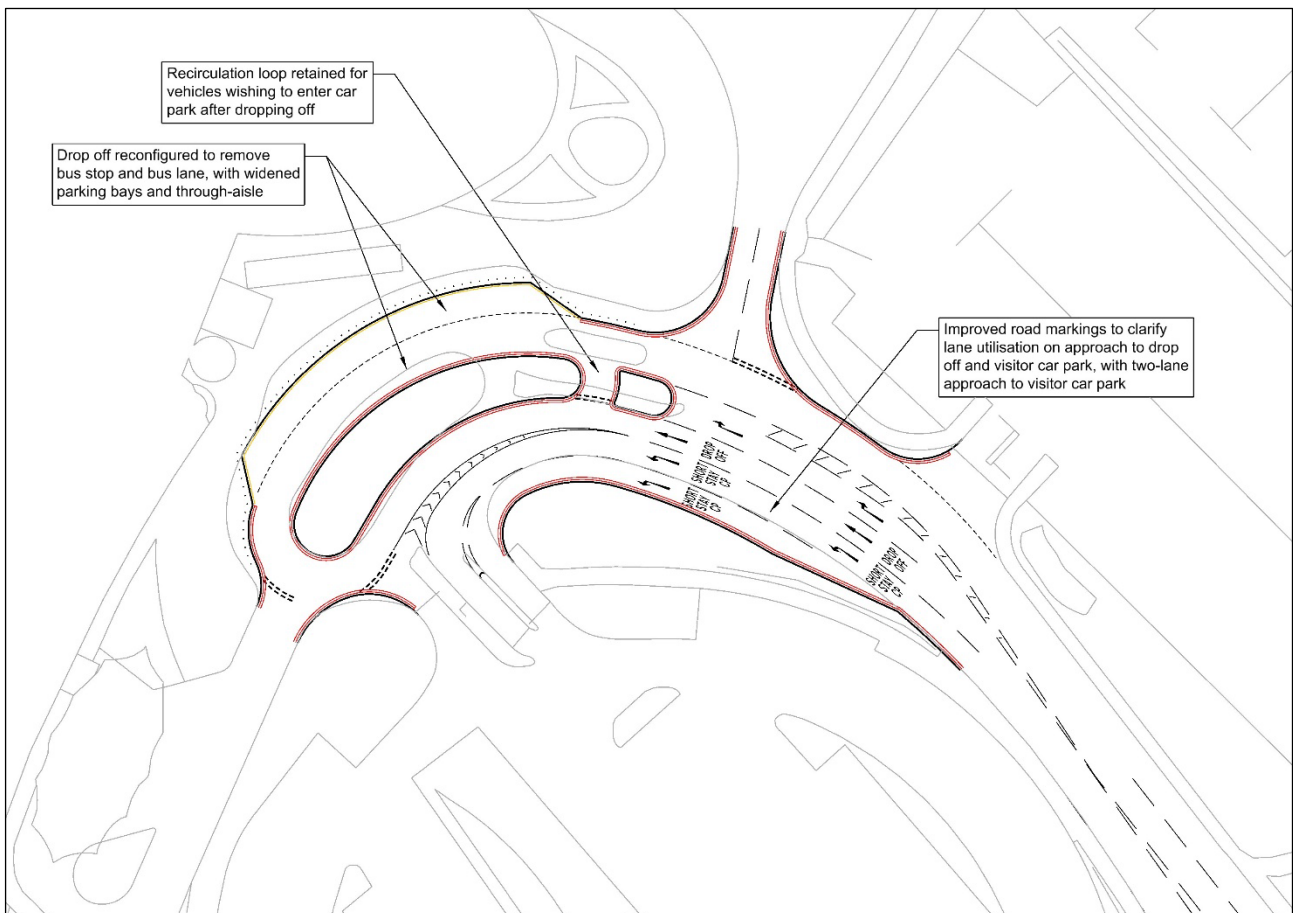 Recirculation loop retained for
vehicles wishing to enter car
park after dropping off
Drop off reconfigured to remove
bus stop and bus lane, with widened
parking bays and through-aisle
Improved road markings to clarify
lane utilisation on approach to drop
off and visitor car park, with two-lane
approach to visitor car park
DROP
OFF
SHORT
STAY
CP
SHORT
STAY
CP
DROP
OFF
SHORT
STAY
CP